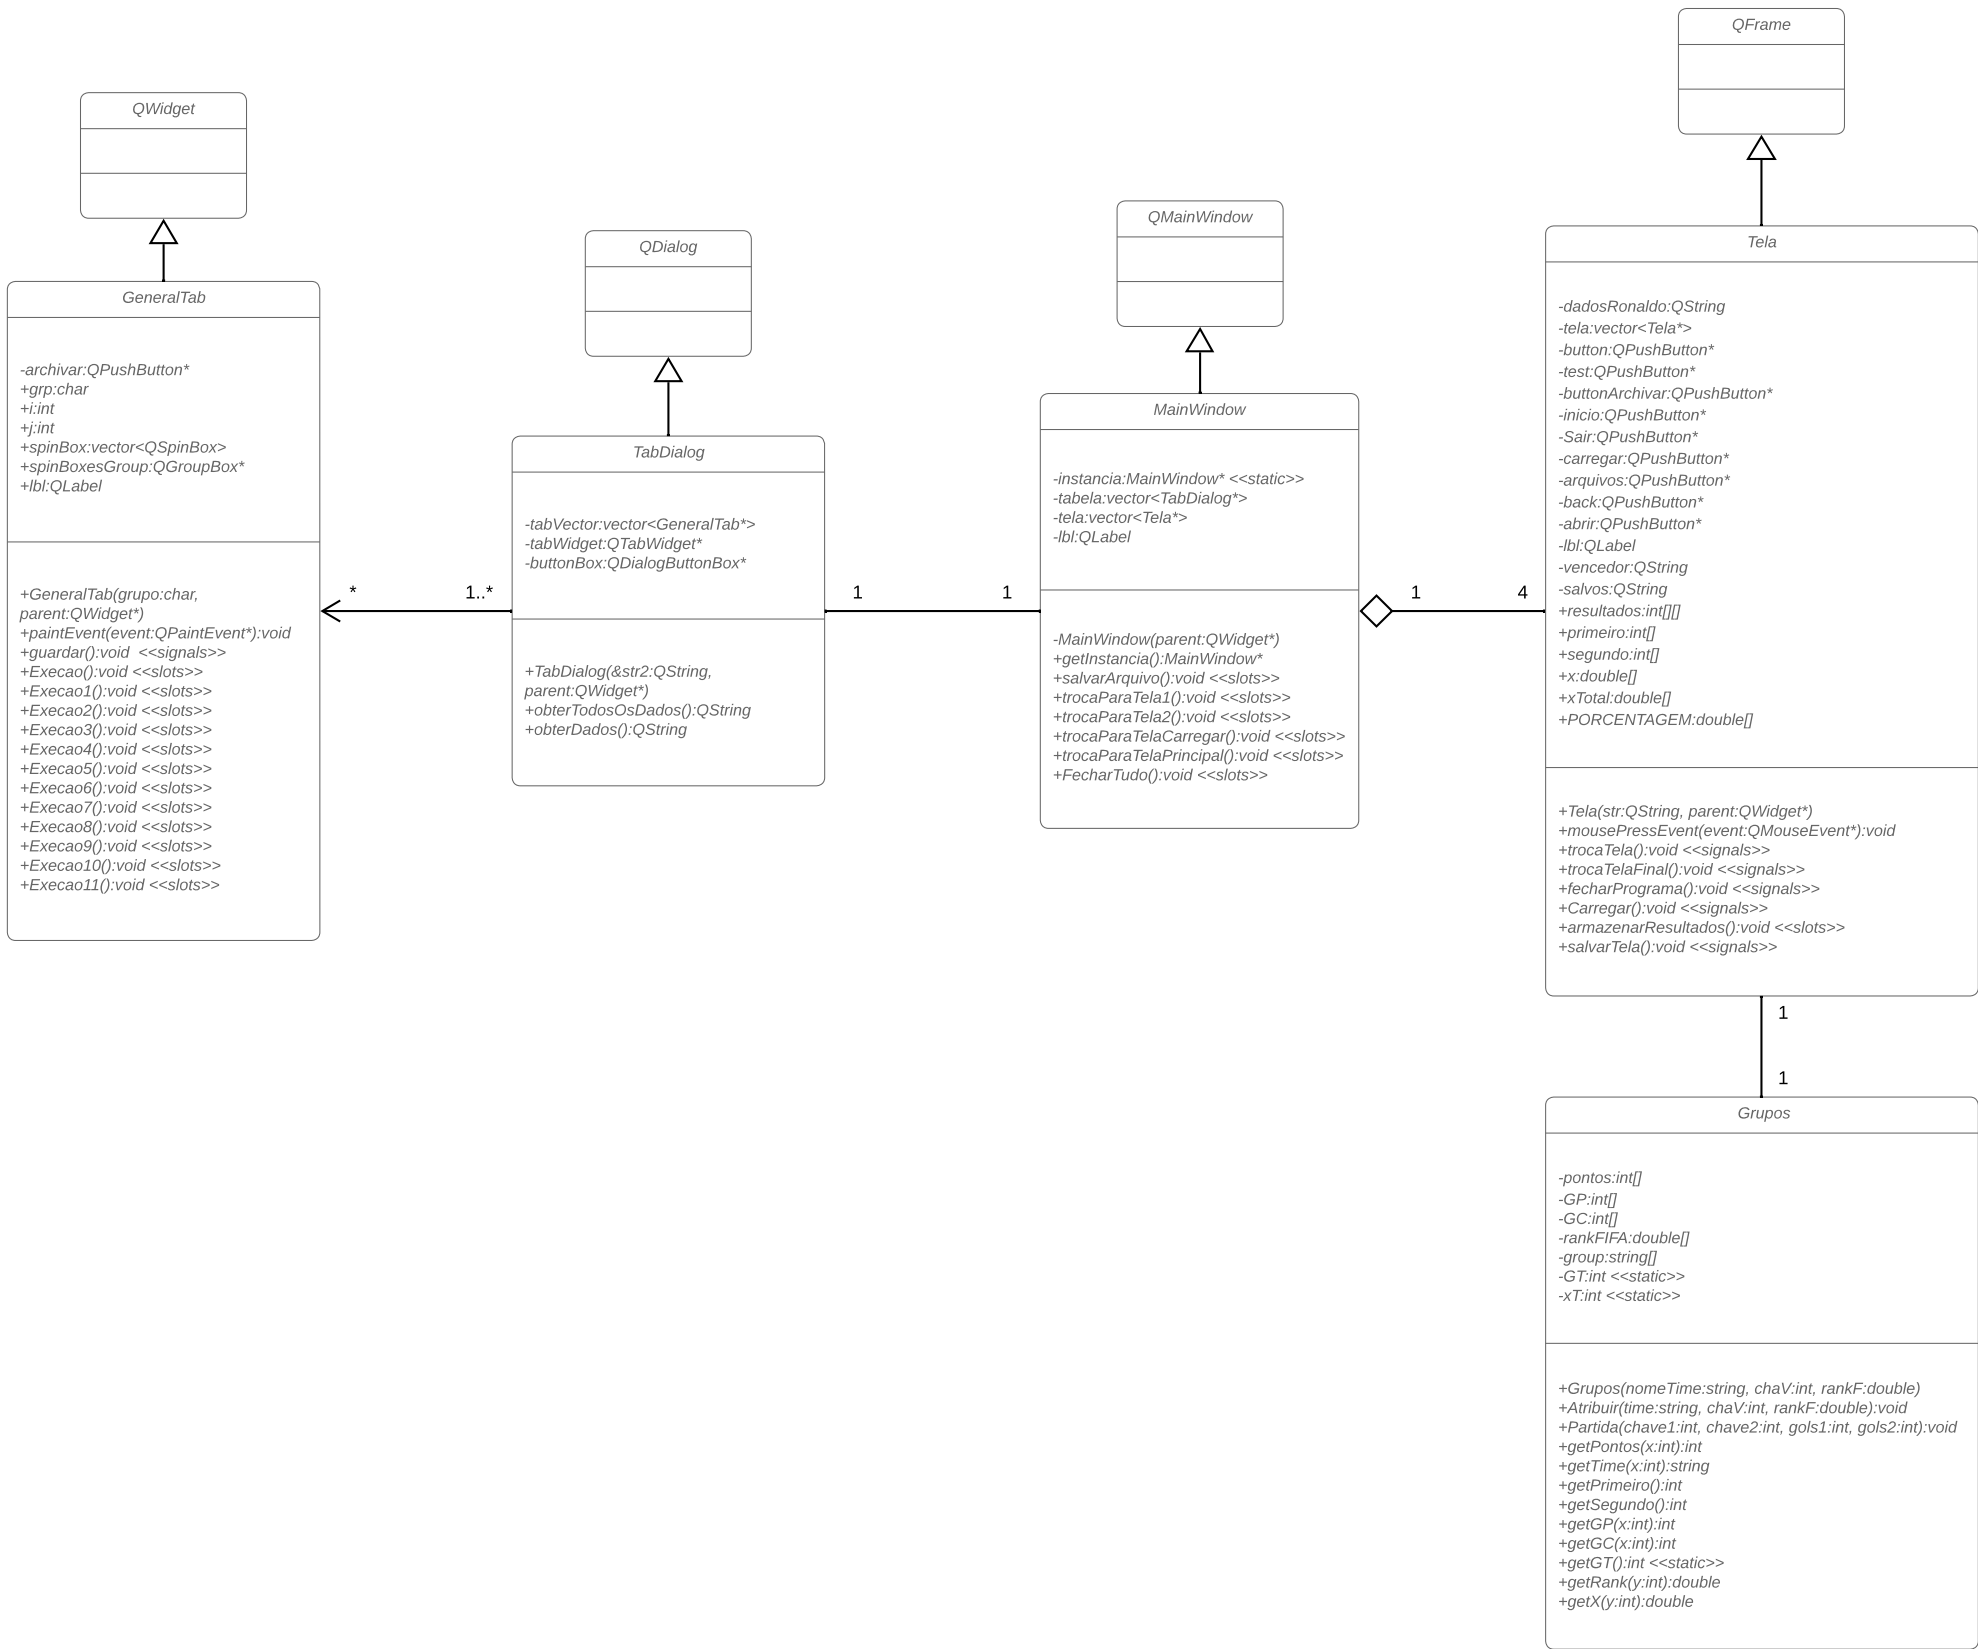 QFrame
QWidget
QMainWindow
QDialog
GeneralTab
-archivar:QPushButton*
+grp:char
+i:int
+j:int
+spinBox:vector<QSpinBox>
+spinBoxesGroup:QGroupBox*
+lbl:QLabel
+GeneralTab(grupo:char,
parent:QWidget*)
+paintEvent(event:QPaintEvent*):void
+guardar():void  <<signals>>
+Execao():void <<slots>>
+Execao1():void <<slots>>
+Execao2():void <<slots>>
+Execao3():void <<slots>>
+Execao4():void <<slots>>
+Execao5():void <<slots>>
+Execao6():void <<slots>>
+Execao7():void <<slots>>
+Execao8():void <<slots>>
+Execao9():void <<slots>>
+Execao10():void <<slots>>
+Execao11():void <<slots>>
* 1..*
TabDialog
-tabVector:vector<GeneralTab*>
-tabWidget:QTabWidget*
-buttonBox:QDialogButtonBox*
+TabDialog(&str2:QString,
parent:QWidget*)
+obterTodosOsDados():QString
+obterDados():QString
1 1
MainWindow
-instancia:MainWindow* <<static>>
-tabela:vector<TabDialog*>
-tela:vector<Tela*>
-lbl:QLabel
-MainWindow(parent:QWidget*)
+getInstancia():MainWindow*
+salvarArquivo():void <<slots>>
+trocaParaTela1():void <<slots>>
+trocaParaTela2():void <<slots>>
+trocaParaTelaCarregar():void <<slots>>
+trocaParaTelaPrincipal():void <<slots>>
+FecharTudo():void <<slots>>
1 4
Tela
-dadosRonaldo:QString
-tela:vector<Tela*>
-button:QPushButton*
-test:QPushButton*
-buttonArchivar:QPushButton*
-inicio:QPushButton*
-Sair:QPushButton*
-carregar:QPushButton*
-arquivos:QPushButton*
-back:QPushButton*
-abrir:QPushButton*
-lbl:QLabel
-vencedor:QString
-salvos:QString
+resultados:int[][]
+primeiro:int[]
+segundo:int[]
+x:double[]
+xTotal:double[]
+PORCENTAGEM:double[]
+Tela(str:QString, parent:QWidget*)
+mousePressEvent(event:QMouseEvent*):void
+trocaTela():void <<signals>>
+trocaTelaFinal():void <<signals>>
+fecharPrograma():void <<signals>>
+Carregar():void <<signals>>
+armazenarResultados():void <<slots>>
+salvarTela():void <<signals>>
1
1
Grupos
-pontos:int[]
-GP:int[]
-GC:int[]
-rankFIFA:double[]
-group:string[]
-GT:int <<static>>
-xT:int <<static>>
+Grupos(nomeTime:string, chaV:int, rankF:double)
+Atribuir(time:string, chaV:int, rankF:double):void
+Partida(chave1:int, chave2:int, gols1:int, gols2:int):void
+getPontos(x:int):int
+getTime(x:int):string
+getPrimeiro():int
+getSegundo():int
+getGP(x:int):int
+getGC(x:int):int
+getGT():int <<static>>
+getRank(y:int):double
+getX(y:int):double